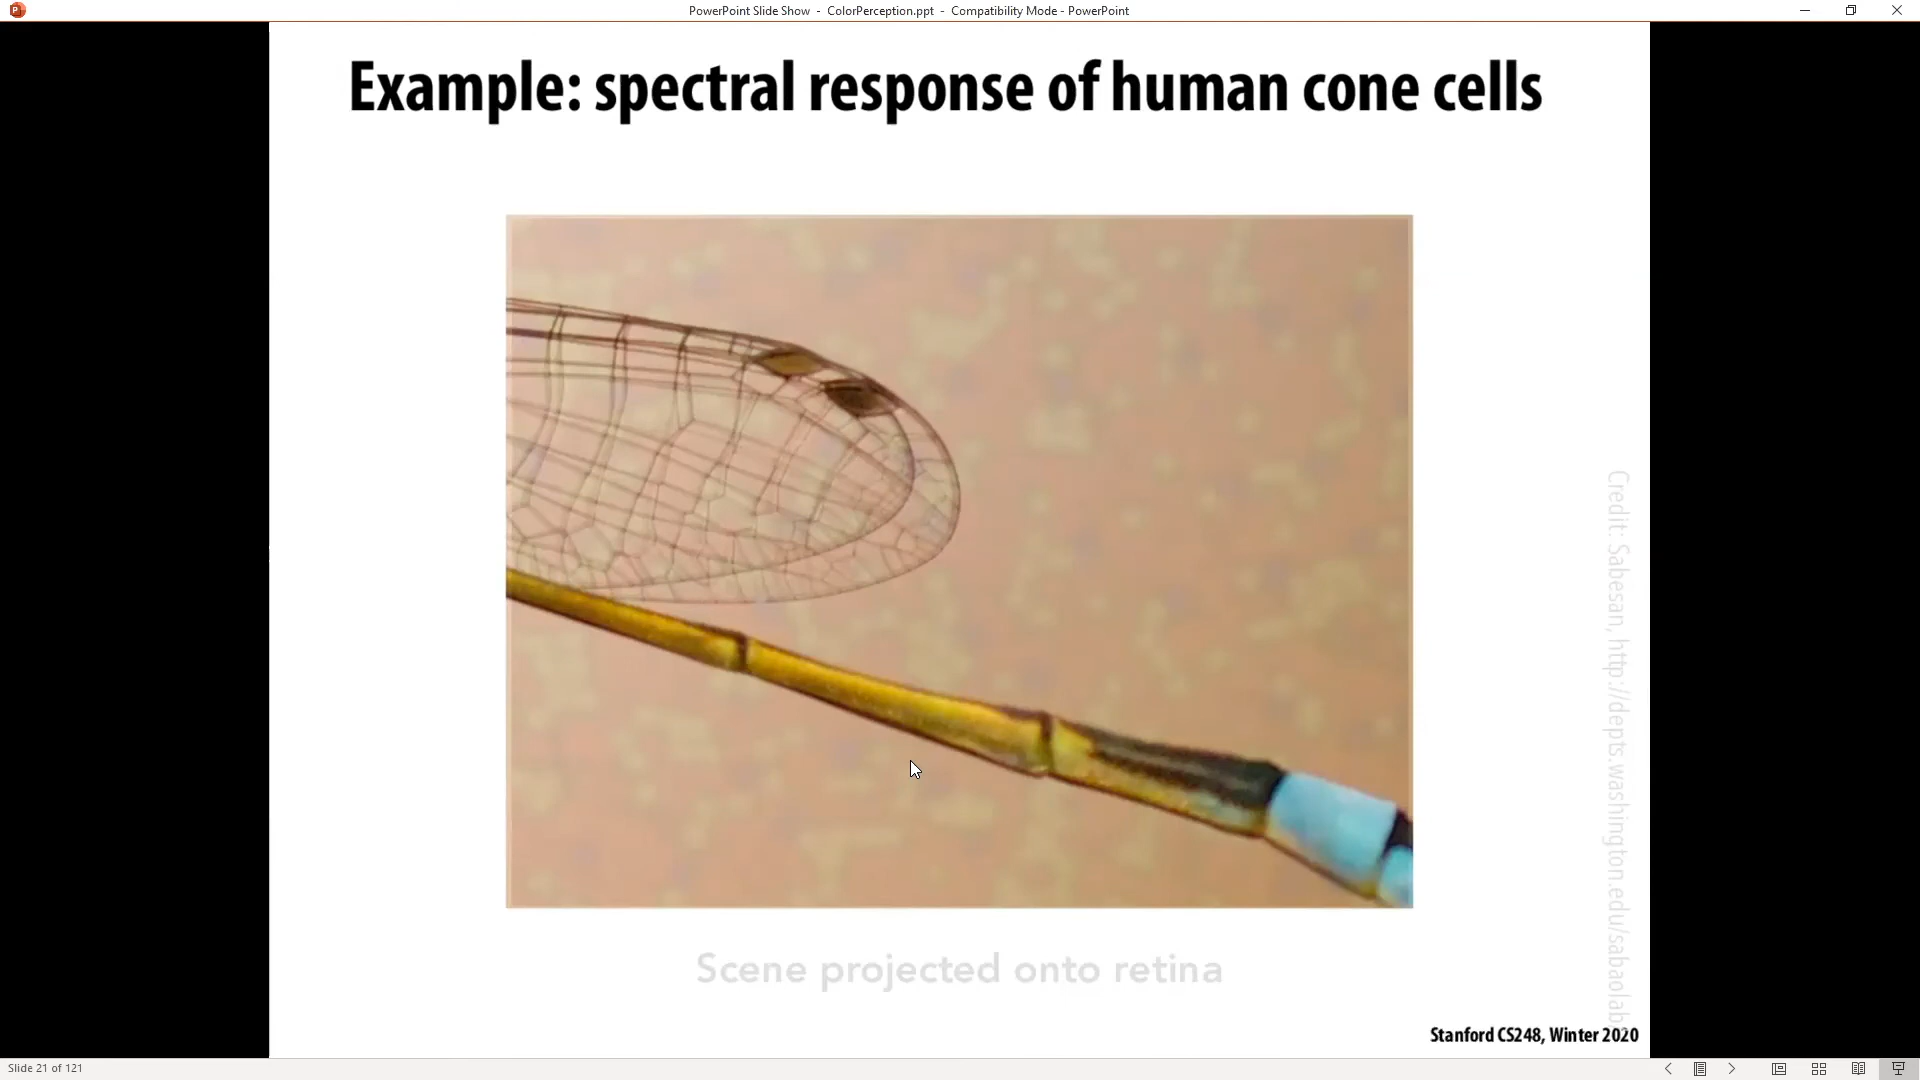 PowerPoint Slide Show - ColorPerception.ppt - Compatibility Mode - PowerPoint
Example: spectral response of human cone cells
Credit: Sabesan, http://depts.washington.edu/sabaolab
Scene projected onto retina
Stanford CS248, Winter 2020
Slide 21 of 121